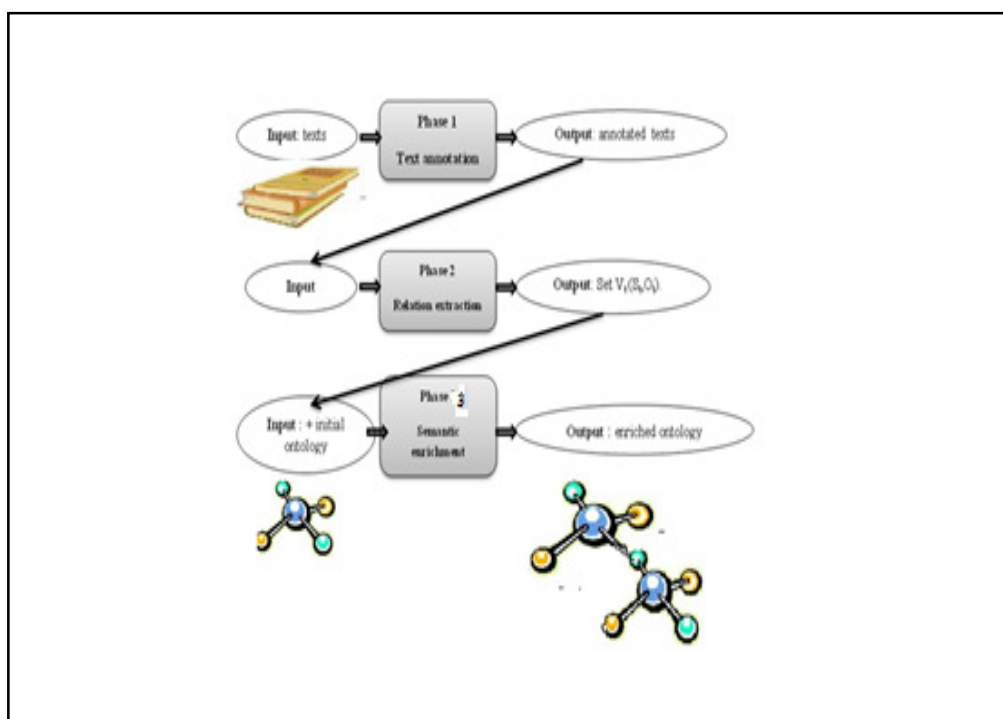 Input: texts
Phase 1
Text annotation
Output: annotated texts
Input
Phase 2
Relation extraction
Output: Set V
Input : + initial
ontology
Phase 3
Semantic
enrichment
Output : enriched ontology